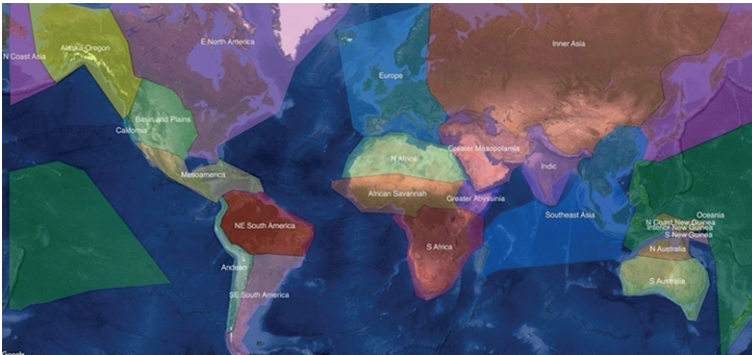 E North America
Inner Asia
Alaska-Oregon
N Coast Asia
Europe
Basin and Plains
California
Greater Mesopotamia
N Africa
Indic
Mesoamerica
African Savannah
Greater Abyssinia
Southeast Asia
Oceania
N Coast New Guinea
Interior New Guinea
S New Guinea
NE South America
S Africa
N Australia
Andean
S Australia
SE South America
Google